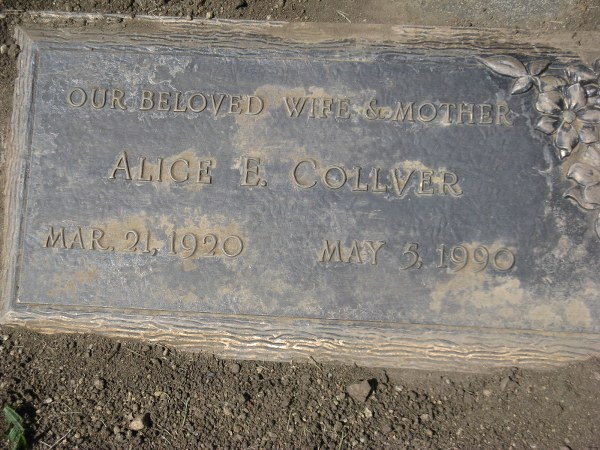 OUR BELOVED WIFE & MOTHER
ALICE E. COLLVER
MAR. 21, 1920 MAY 5, 1990